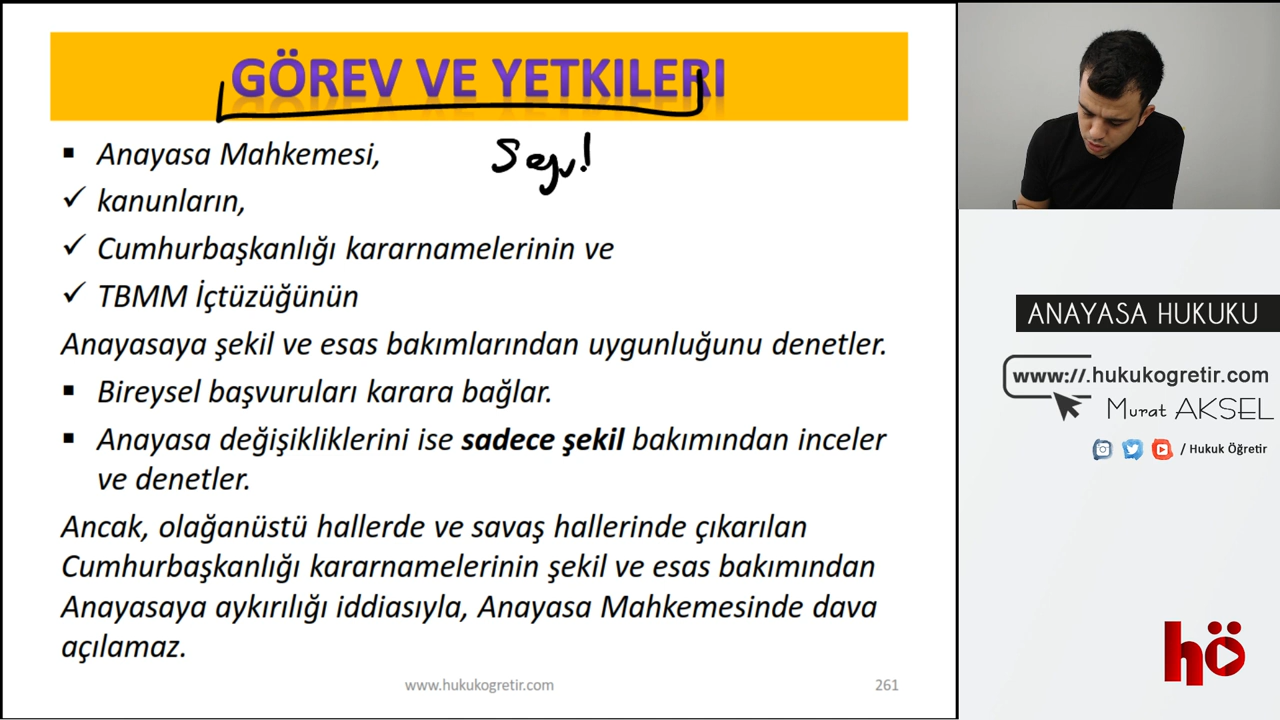 GÖREV VE YETKILERI
Anayasa Mahkemesi,
kanunların,
Cumhurbaşkanlığı kararnamelerinin ve
TBMM İçtüzüğünün
Anayasaya şekil ve esas bakımlarından uygunluğunu denetler.
Bireysel başvuruları karara bağlar.
Anayasa değişikliklerini ise sadece şekil bakımından inceler
ve denetler.
Ancak, olağanüstü hallerde ve savaş hallerinde çıkarılan
Cumhurbaşkanlığı kararnamelerinin şekil ve esas bakımından
Anayasaya aykırılığı iddiasıyla, Anayasa Mahkemesinde dava
açılamaz.
www.hukukogretir.com
261
ANAYASA HUKUKU
www://.hukukogretir.com
Murat AKSEL
/ Hukuk Öğretir
hö